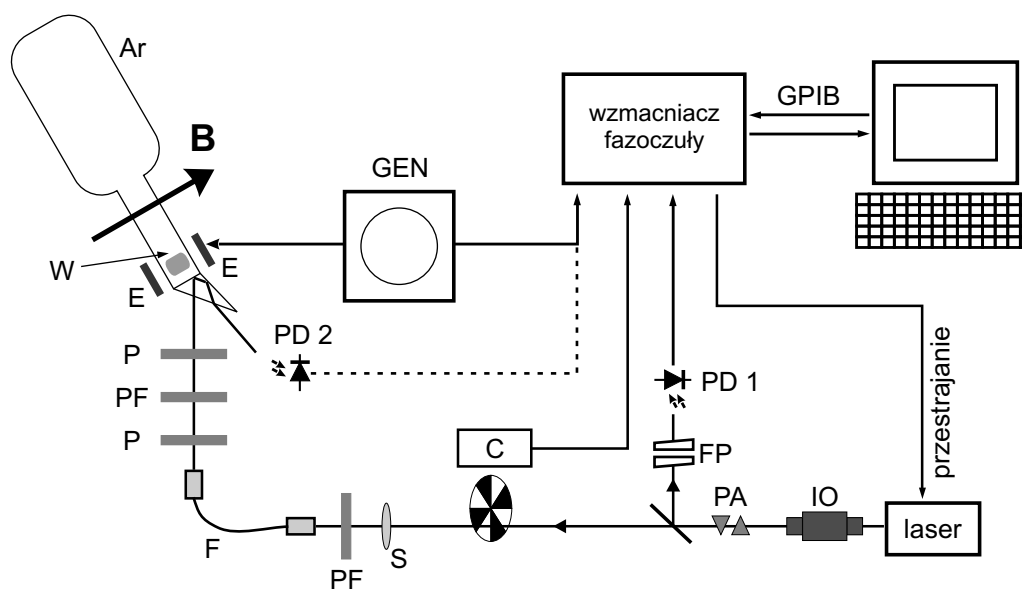 Ar
B
W
E
E
GEN
wzmacniacz
fazoczuły
GPIB
PD 2
P
PF
P
F
PF
S
C
PD 1
FP
PA
IO
laser
przestrajanie